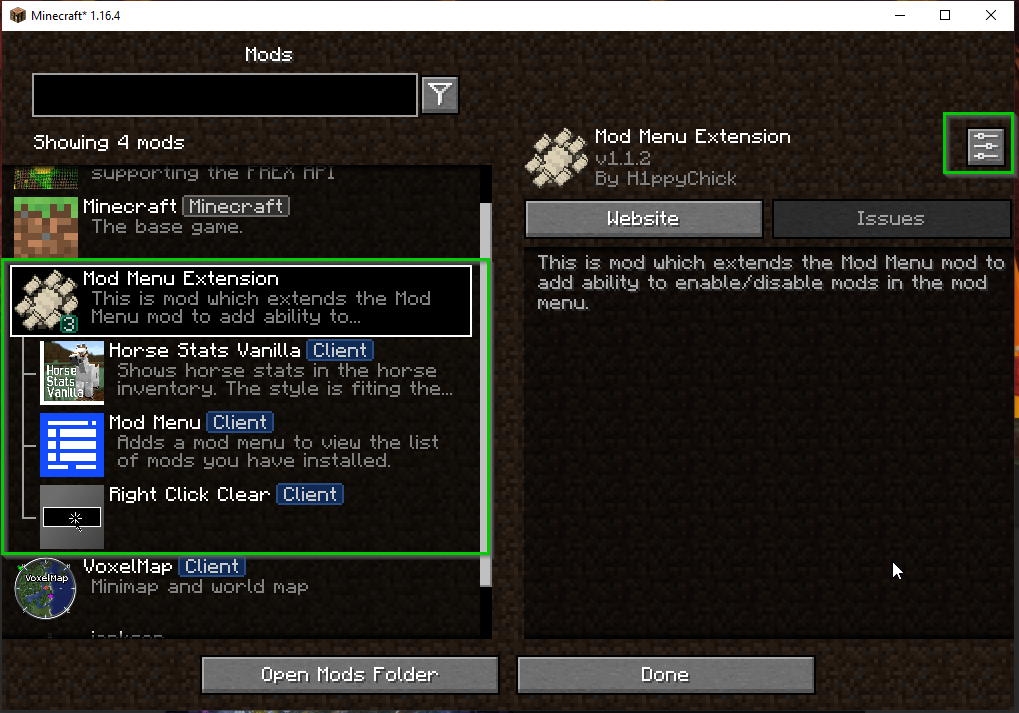 Minecraft* 1.16.4
Mods
Showing 4 mods
supporting the FREX API
Minecraft Minecraft
The base game.
Mod Menu Extension
This is mod which extends the Mod
Menu mod to add ability to...
3
Horse Stats Vanilla Client
Shows horse stats in the horse
inventory. The style is fiting the...
Horse
Stats
Vanilla
Mod Menu Client
Adds a mod menu to view the list
of mods you have installed.
Right Click Clear Client
VoxelMap Client
Minimap and world map
VoxelMap
Mod Menu Extension
v1.1.2
By H1ppyChick
Website
Issues
This is mod which extends the Mod Menu mod to
add ability to enable/disable mods in the mod
menu.
Open Mods Folder
Done